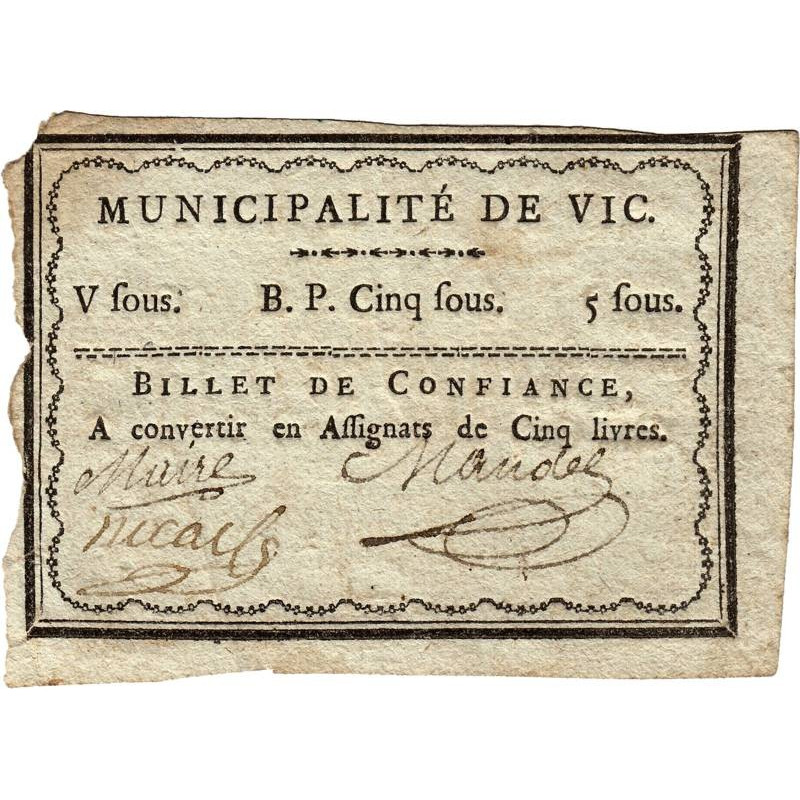 MUNICIPALITÉ DE VIC.
V ſous. B. P. Cinq ſous. 5 ſous.
BILLET DE CONFIANCE,
A convertir en Aſſignats de Cinq livres.
Maire Mandel